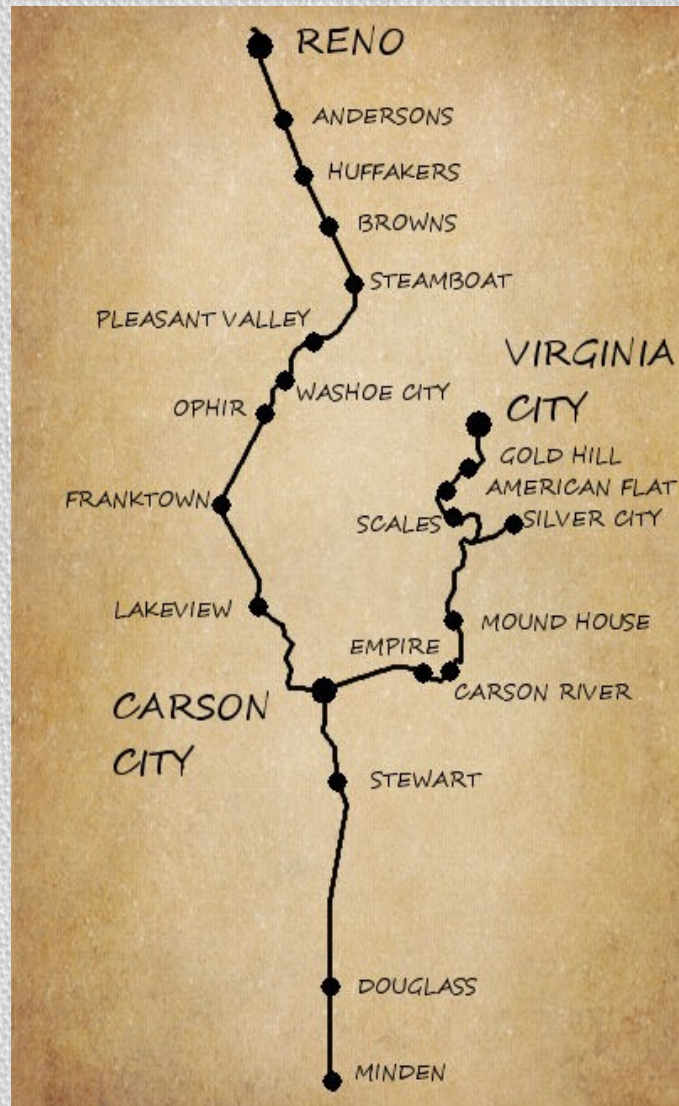 RENO
ANDERSONS
HUFFAKERS
BROWNS
STEAMBOAT
PLEASANT VALLEY
WASHOE CITY
OPHIR
FRANKTOWN
LAKEVIEW
VIRGINIA
CITY
GOLD HILL
AMERICAN FLAT
SCALES
SILVER CITY
MOUND HOUSE
EMPIRE
CARSON RIVER
CARSON
CITY
STEWART
DOUGLASS
MINDEN